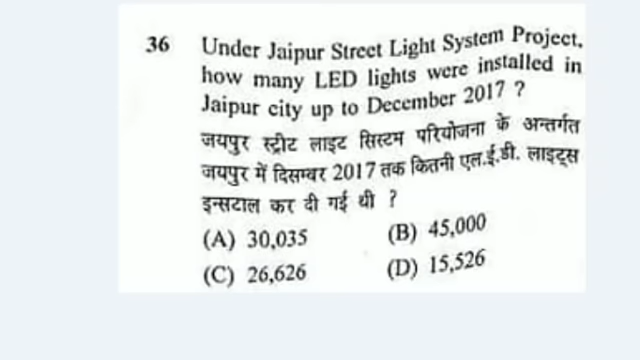 36 Under Jaipur Street Light System Project,
how many LED lights were installed in
Jaipur city up to December 2017 ?
जयपुर स्ट्रीट लाइट सिस्टम परियोजना के अन्तर्गत
जयपुर में दिसम्बर 2017 तक कितनी एल.ई.डी. लाइट्स
इन्सटाल कर दी गई थी ?
(A) 30,035 (B) 45,000
(C) 26,626 (D) 15,526